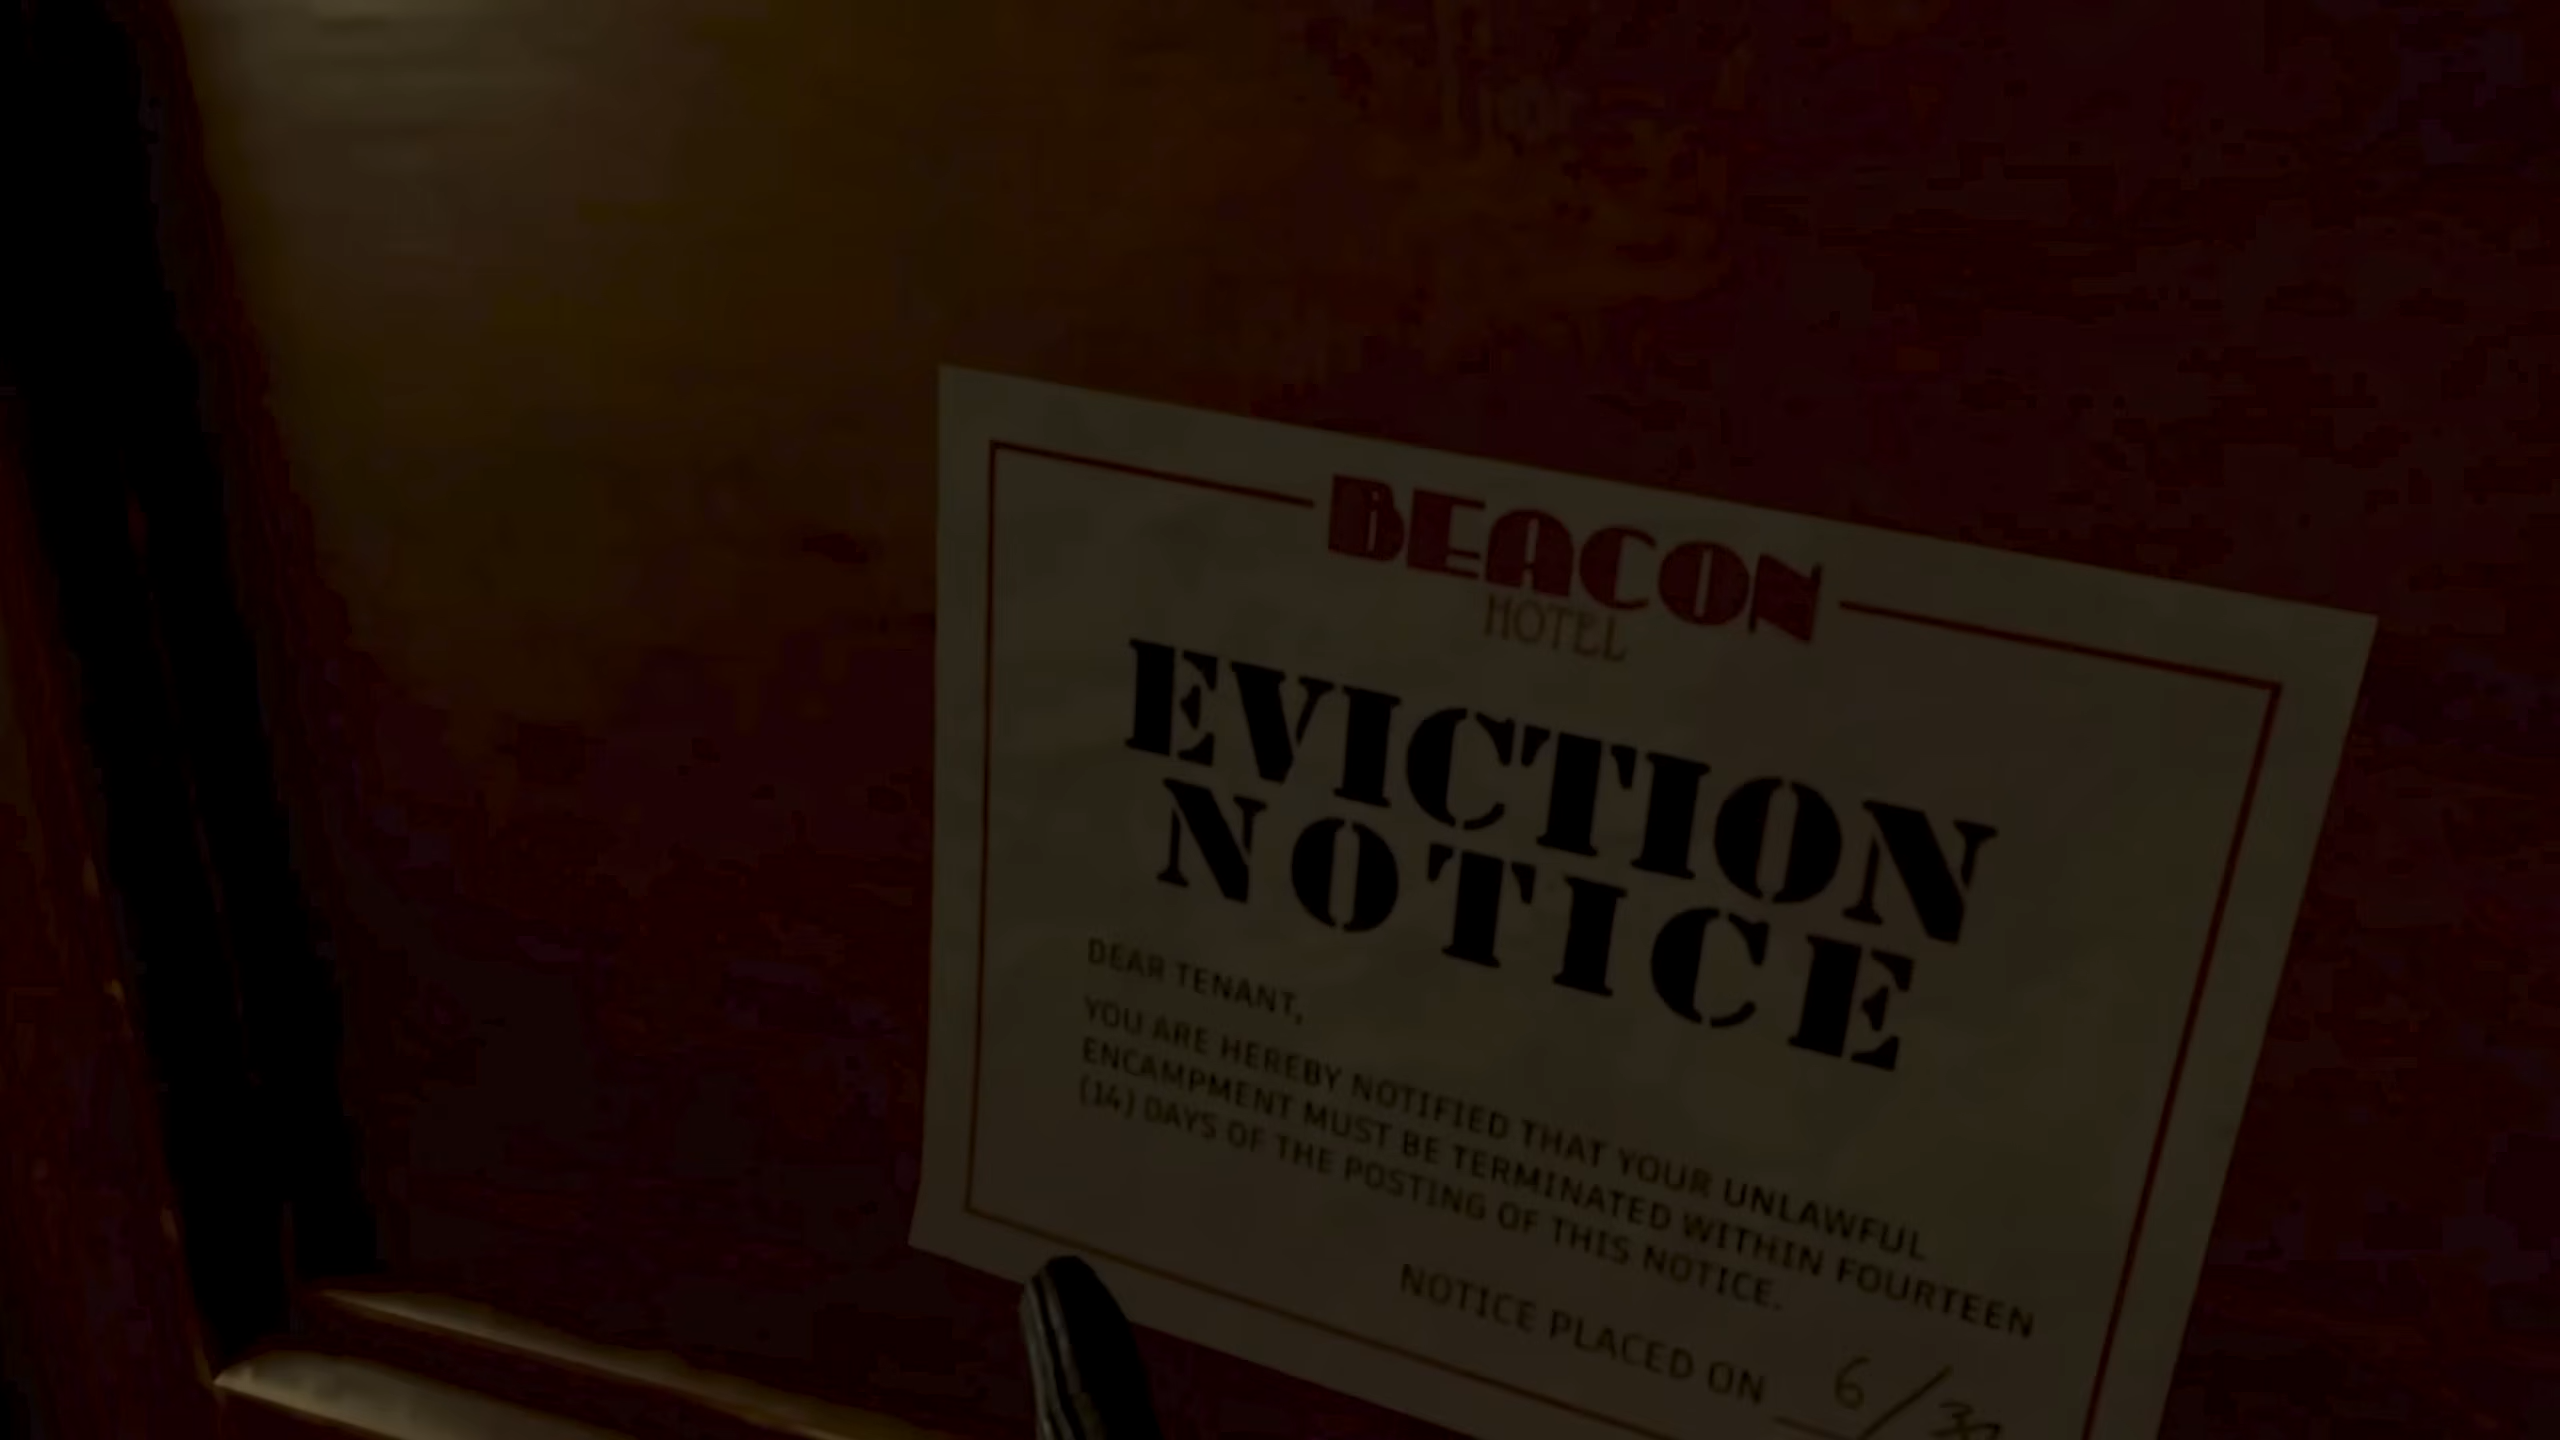 BEACON
HOTEL
EVICTION
NOTICE
DEAR TENANT,
YOU ARE HEREBY NOTIFIED THAT YOUR UNLAWFUL
ENCAMPMENT MUST BE TERMINATED WITHIN FOURTEEN
(14) DAYS OF THE POSTING OF THIS NOTICE.
NOTICE PLACED ON 6/30